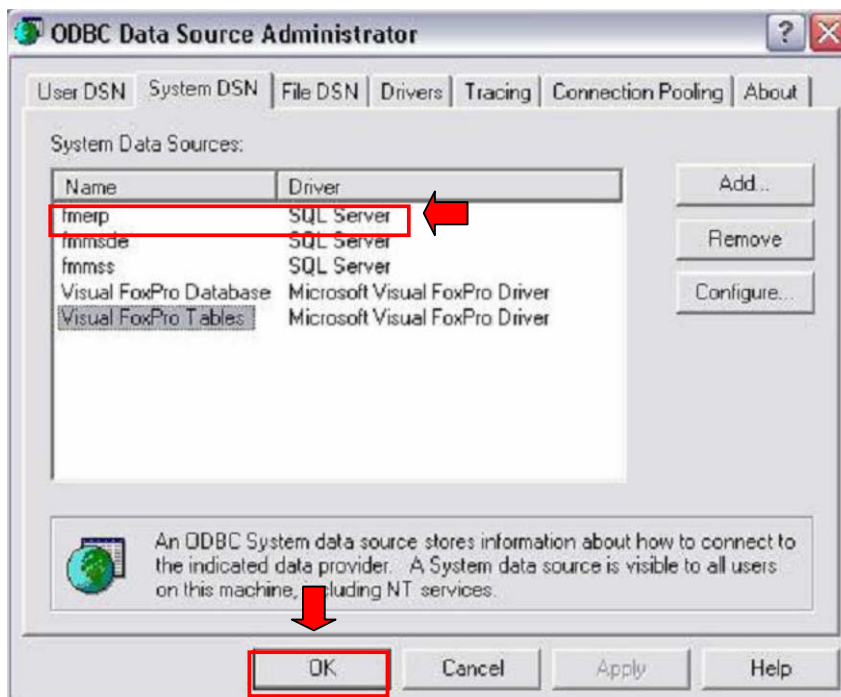 ODBC Data Source Administrator
User DSN System DSN File DSN Drivers Tracing Connection Pooling About
System Data Sources:
Name Driver
fmerp SQL Server
fmmsde SQL Server
fmmss SQL Server
Visual FoxPro Database Microsoft Visual FoxPro Driver
Visual FoxPro Tables Microsoft Visual FoxPro Driver
Add...
Remove
Configure...
An ODBC System data source stores information about how to connect to
the indicated data provider. A System data source is visible to all users
on this machine, including NT services.
OK Cancel Apply Help